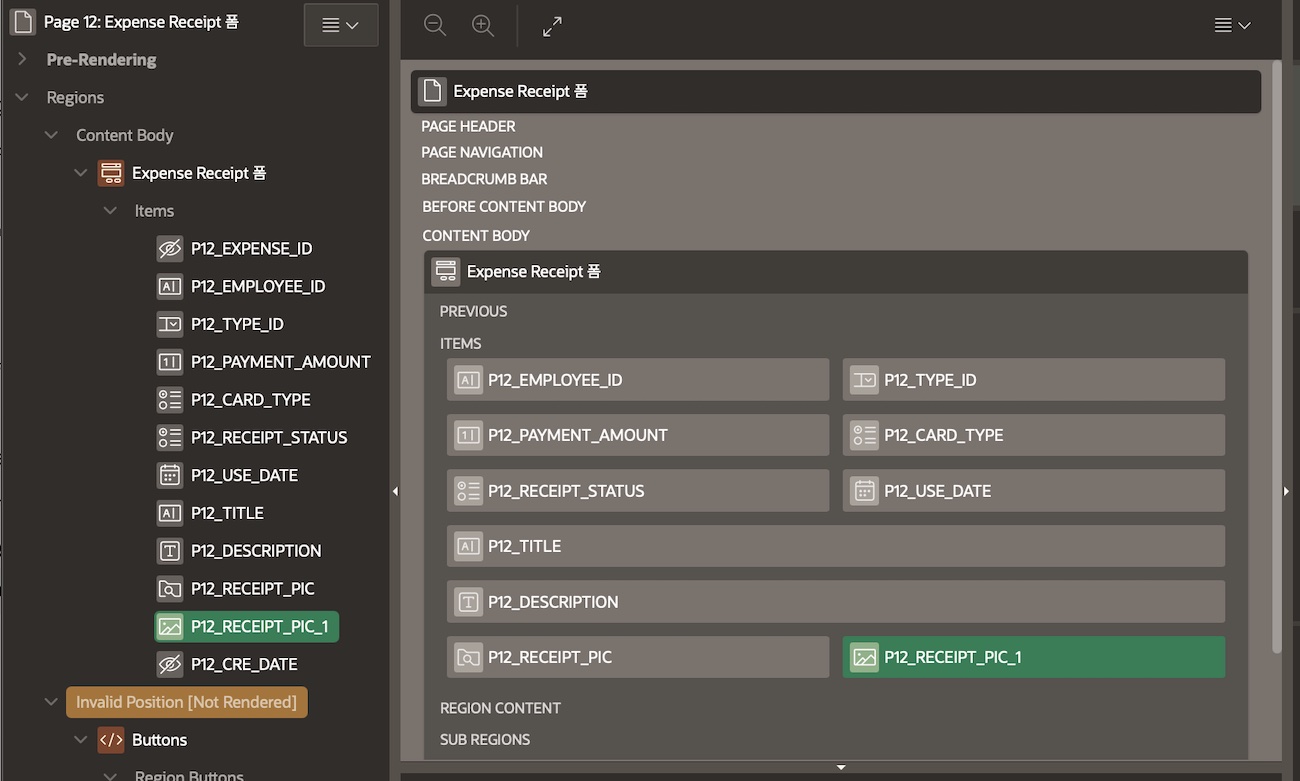 Page 12: Expense Receipt 폼
Pre-Rendering
Regions
Content Body
Expense Receipt 폼
Items
P12_EXPENSE_ID
P12_EMPLOYEE_ID
P12_TYPE_ID
P12_PAYMENT_AMOUNT
P12_CARD_TYPE
P12_RECEIPT_STATUS
P12_USE_DATE
P12_TITLE
P12_DESCRIPTION
P12_RECEIPT_PIC
P12_RECEIPT_PIC_1
P12_CRE_DATE
Invalid Position [Not Rendered]
Buttons
Region Buttons
Expense Receipt 폼
PAGE HEADER
PAGE NAVIGATION
BREADCRUMB BAR
BEFORE CONTENT BODY
CONTENT BODY
Expense Receipt 폼
PREVIOUS
ITEMS
P12_EMPLOYEE_ID P12_TYPE_ID
P12_PAYMENT_AMOUNT P12_CARD_TYPE
P12_RECEIPT_STATUS P12_USE_DATE
P12_TITLE
P12_DESCRIPTION
P12_RECEIPT_PIC P12_RECEIPT_PIC_1
REGION CONTENT
SUB REGIONS